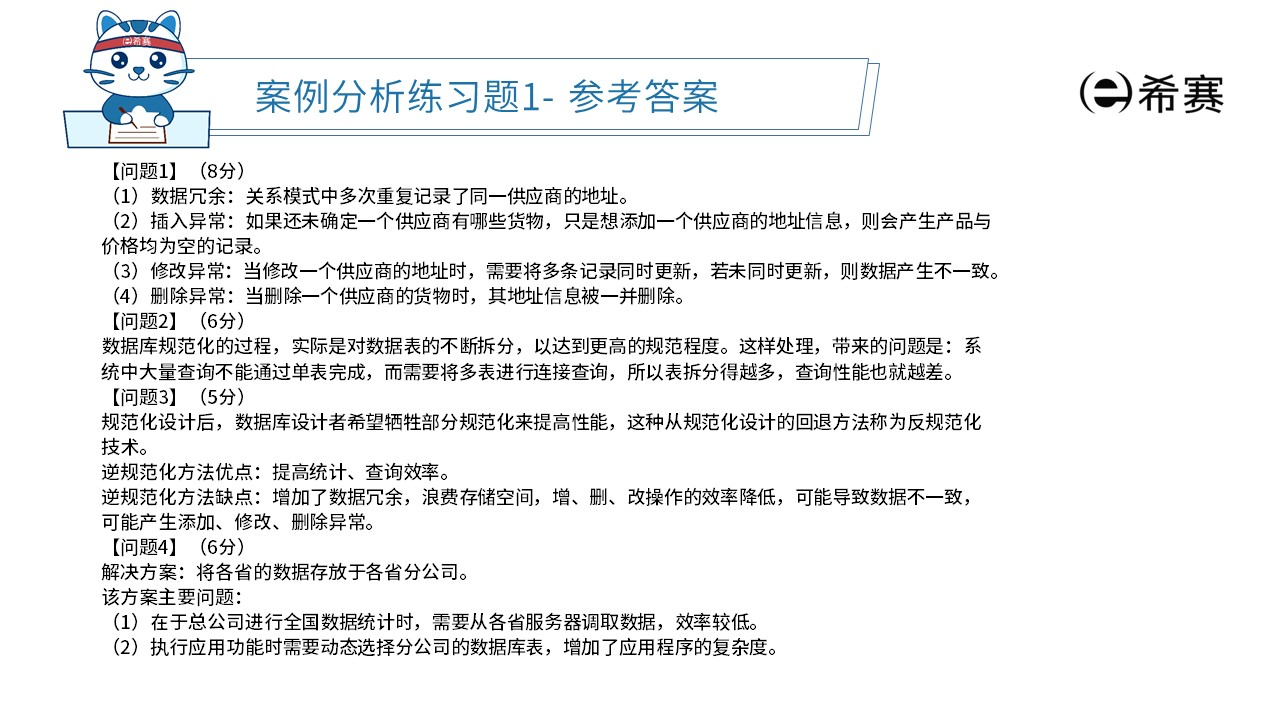 希赛
案例分析练习题1- 参考答案
希赛
【问题1】（8分）
（1）数据冗余：关系模式中多次重复记录了同一供应商的地址。
（2）插入异常：如果还未确定一个供应商有哪些货物，只是想添加一个供应商的地址信息，则会产生产品与
价格均为空的记录。
（3）修改异常：当修改一个供应商的地址时，需要将多条记录同时更新，若未同时更新，则数据产生不一致。
（4）删除异常：当删除一个供应商的货物时，其地址信息被一并删除。
【问题2】（6分）
数据库规范化的过程，实际是对数据表的不断拆分，以达到更高的规范程度。这样处理，带来的问题是：系
统中大量查询不能通过单表完成，而需要将多表进行连接查询，所以表拆分得越多，查询性能也就越差。
【问题3】（5分）
规范化设计后，数据库设计者希望牺牲部分规范化来提高性能，这种从规范化设计的回退方法称为反规范化
技术。
逆规范化方法优点：提高统计、查询效率。
逆规范化方法缺点：增加了数据冗余，浪费存储空间，增、删、改操作的效率降低，可能导致数据不一致，
可能产生添加、修改、删除异常。
【问题4】（6分）
解决方案：将各省的数据存放于各省分公司。
该方案主要问题：
（1）在于总公司进行全国数据统计时，需要从各省服务器调取数据，效率较低。
（2）执行应用功能时需要动态选择分公司的数据库表，增加了应用程序的复杂度。